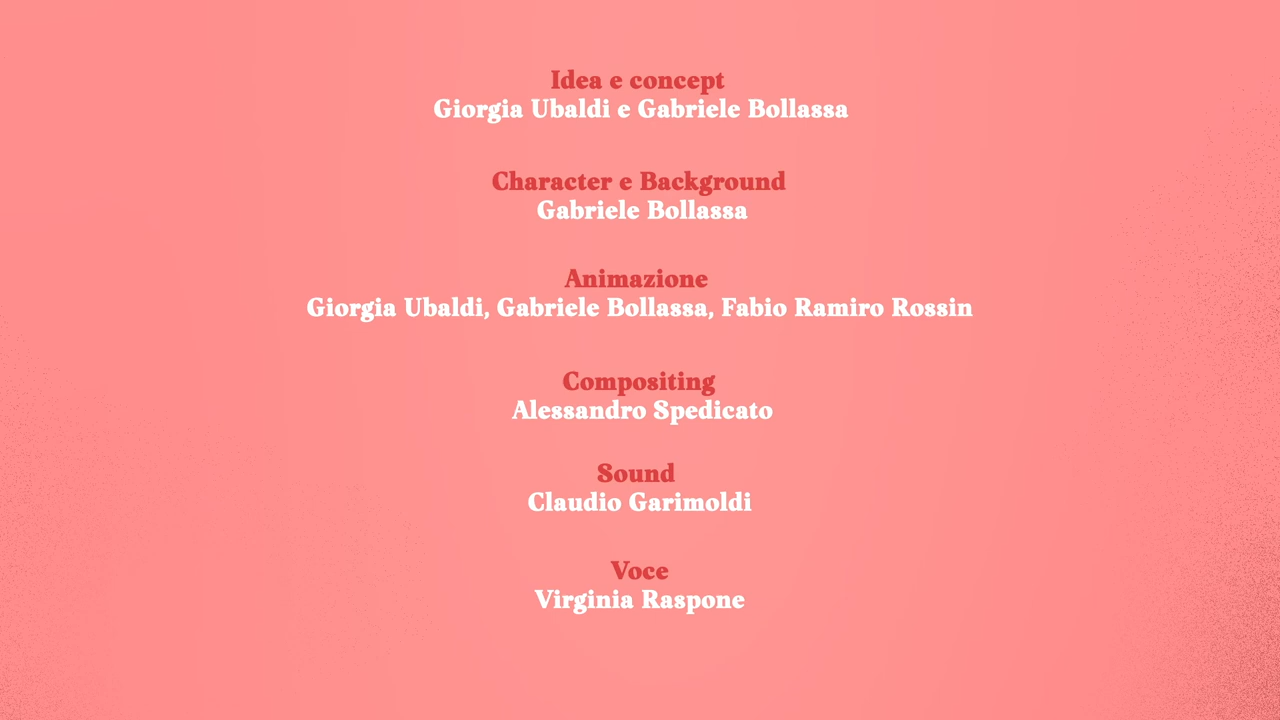 Idea e concept
Giorgia Ubaldi e Gabriele Bollassa
Character e Background
Gabriele Bollassa
Animazione
Giorgia Ubaldi, Gabriele Bollassa, Fabio Ramiro Rossin
Compositing
Alessandro Spedicato
Sound
Claudio Garimoldi
Voce
Virginia Raspone